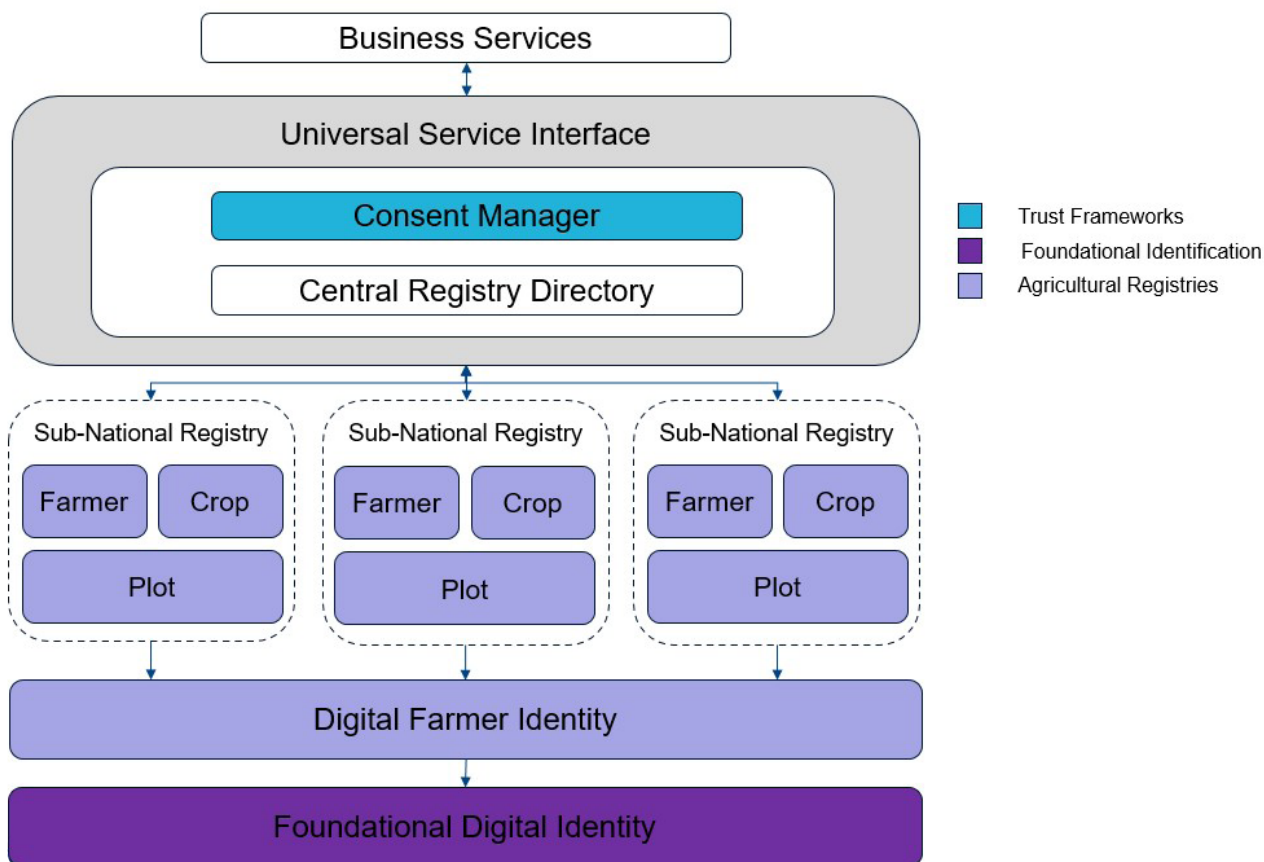 Business Services
Universal Service Interface
Consent Manager
Central Registry Directory
Trust Frameworks
Foundational Identification
Agricultural Registries
Sub-National Registry
Farmer
Crop
Plot
Sub-National Registry
Farmer
Crop
Plot
Sub-National Registry
Farmer
Crop
Plot
Digital Farmer Identity
Foundational Digital Identity